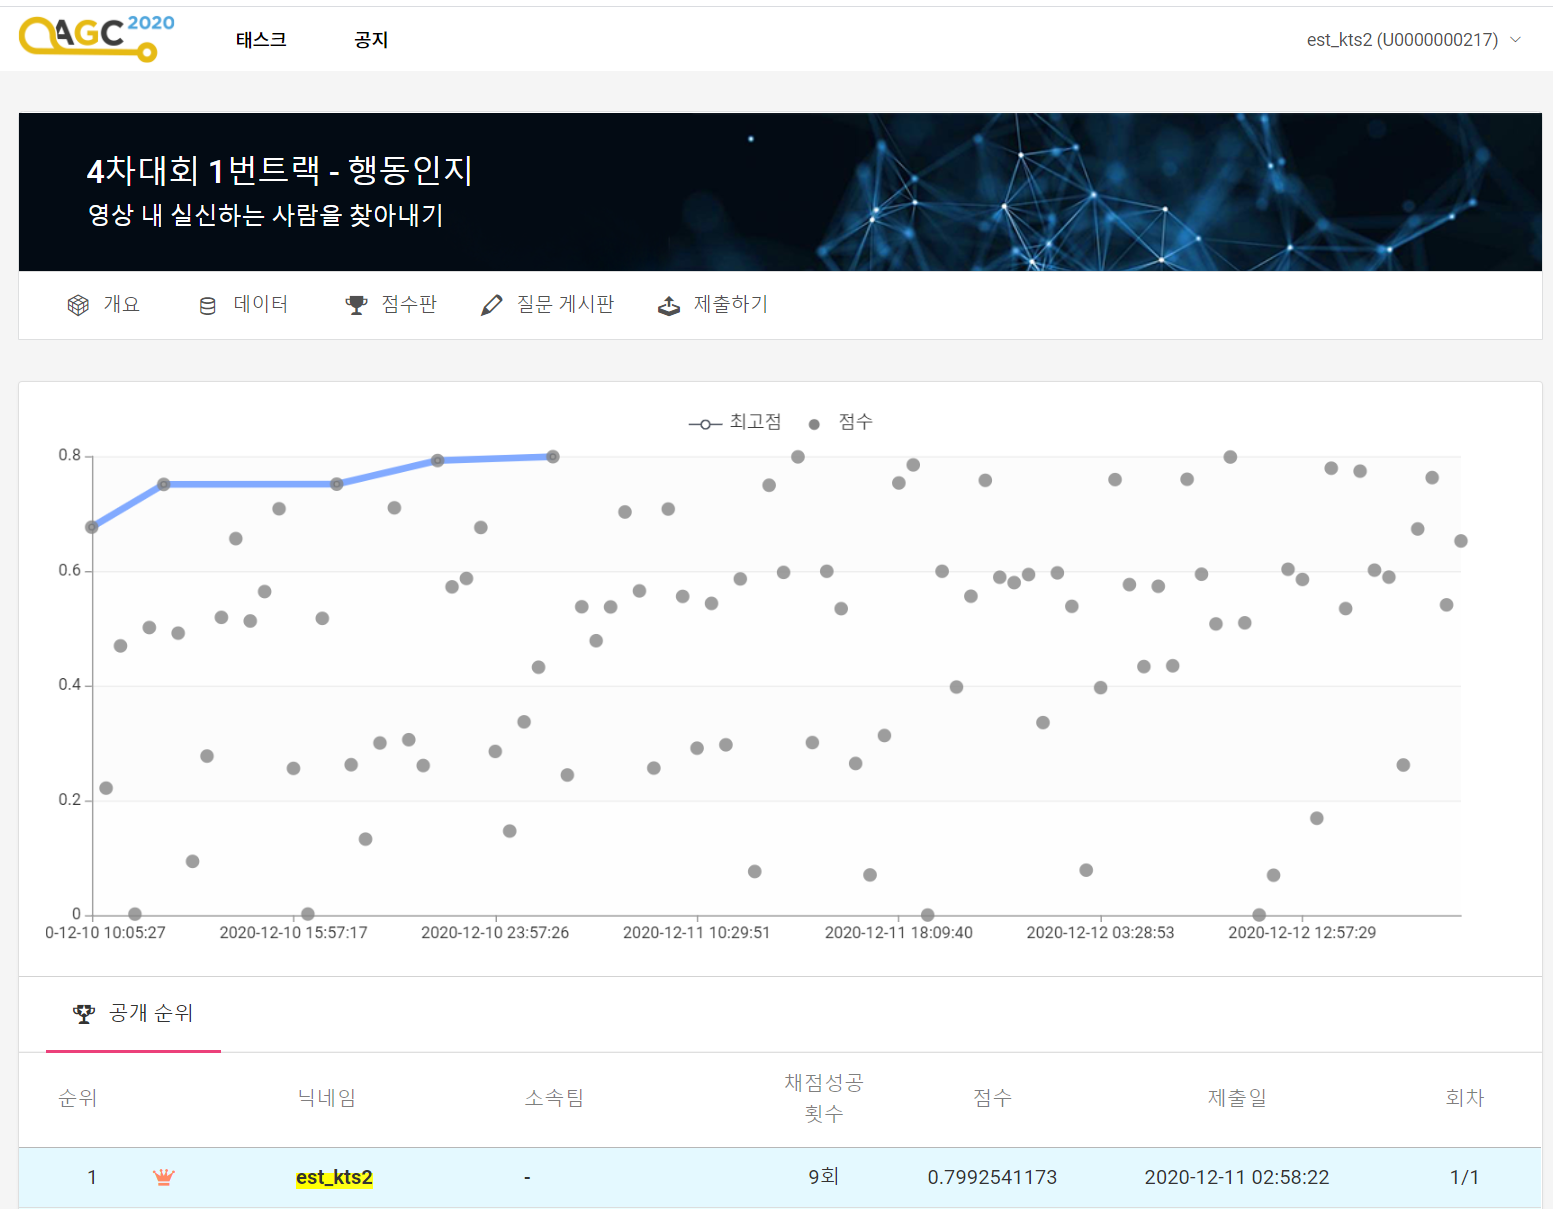 AGC 2020
태스크
공지
est_kts2 (U0000000217)
4차대회 1번트랙 - 행동인지
영상 내 실신하는 사람을 찾아내기
개요
데이터
점수판
질문 게시판
제출하기
최고점
점수
0.8
0.6
0.4
0.2
0
0-12-10 10:05:27
2020-12-10 15:57:17
2020-12-10 23:57:26
2020-12-11 10:29:51
2020-12-11 18:09:40
2020-12-12 03:28:53
2020-12-12 12:57:29
공개 순위
순위
닉네임
소속팀
채점성공
횟수
점수
제출일
회차
1
est_kts2
-
9회
0.7992541173
2020-12-11 02:58:22
1/1